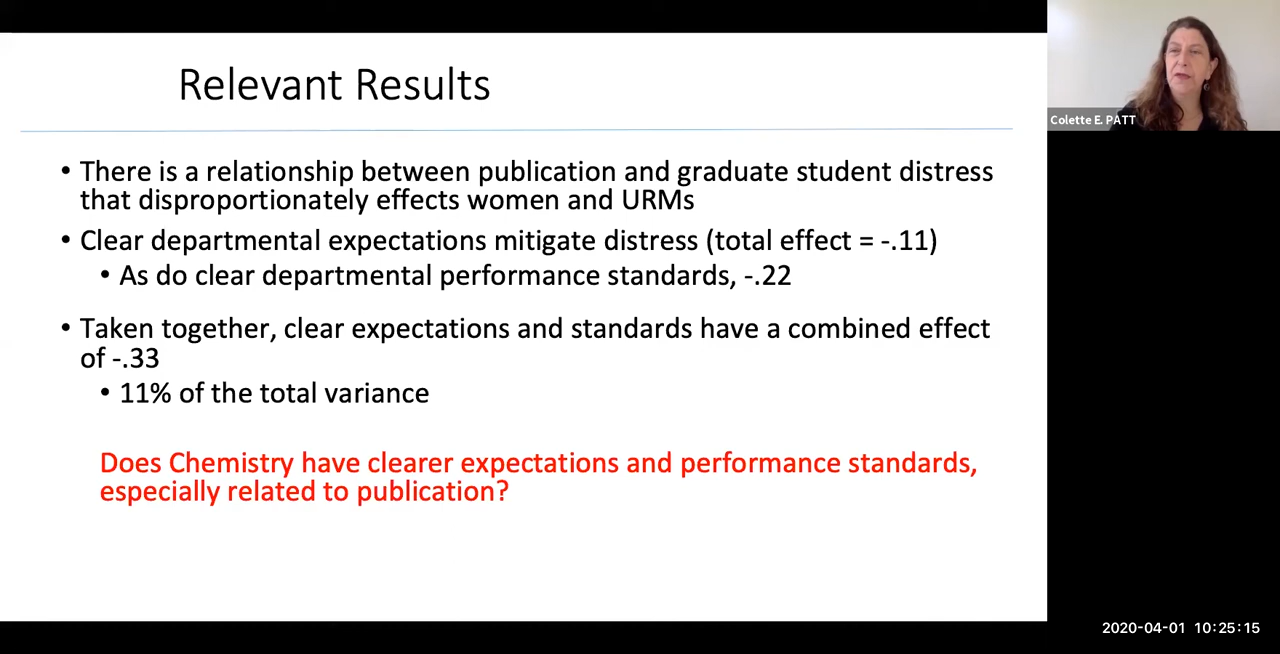 Relevant Results
Colette E. PATT
• There is a relationship between publication and graduate student distress
that disproportionately effects women and URMs
• Clear departmental expectations mitigate distress (total effect = -.11)
• As do clear departmental performance standards, -.22
• Taken together, clear expectations and standards have a combined effect
of -.33
• 11% of the total variance
Does Chemistry have clearer expectations and performance standards,
especially related to publication?
2020-04-01 10:25:15